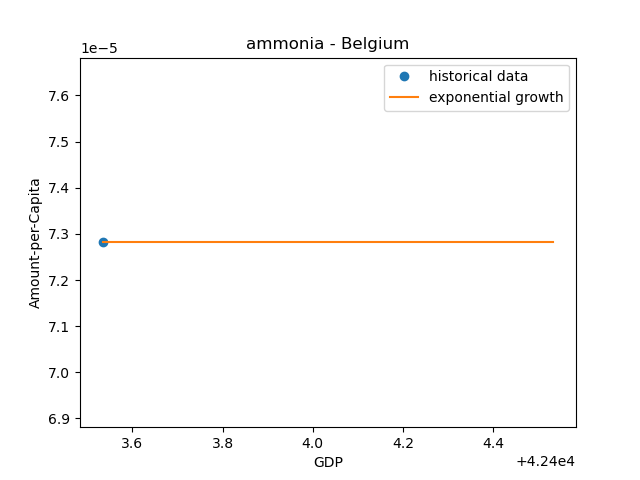 ammonia - Belgium
1e−5
historical data
exponential growth
7.6
7.5
7.4
7.3
7.2
7.1
7.0
6.9
Amount-per-Capita
3.6
3.8
4.0
4.2
4.4
GDP
+4.24e4